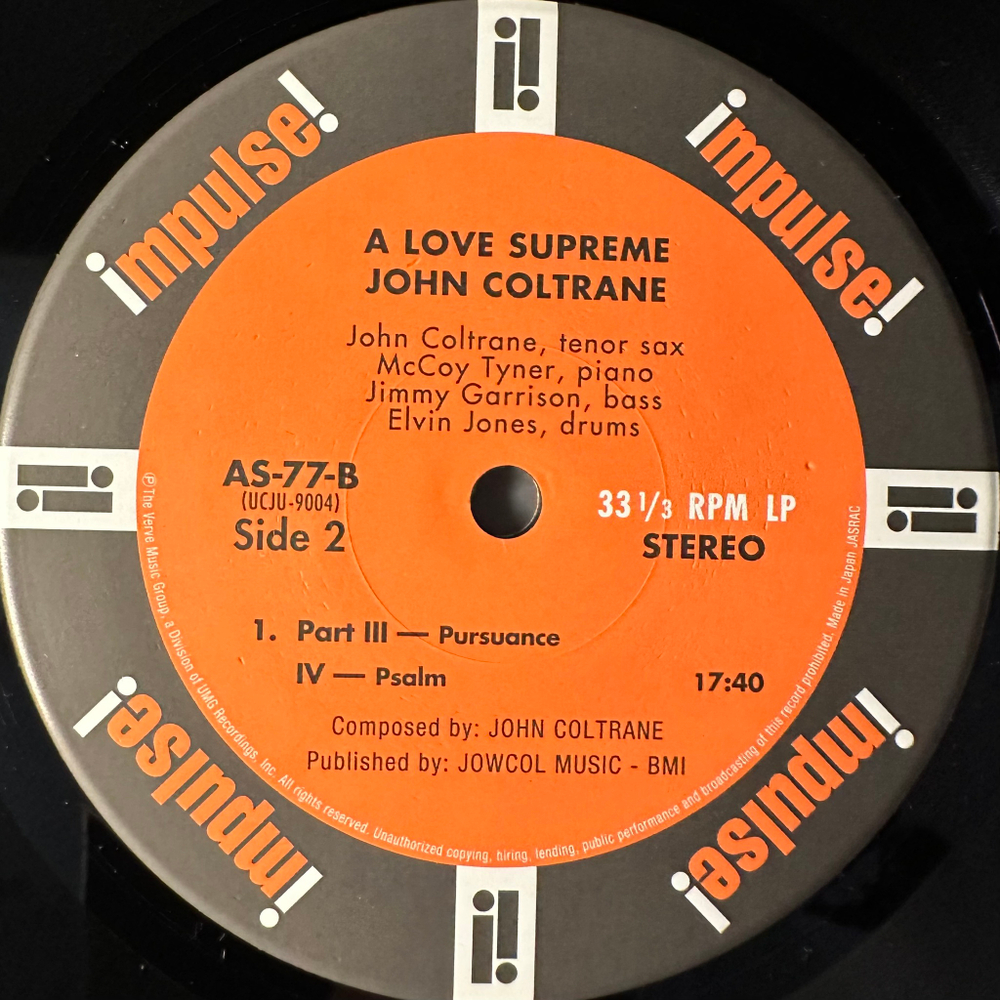 impulse!
impulse!
A LOVE SUPREME
JOHN COLTRANE
John Coltrane, tenor sax
McCoy Tyner, piano
Jimmy Garrison, bass
Elvin Jones, drums
AS-77-B
(UCJU-9004)
Side 2
33 1/3 RPM LP
STEREO
1. Part III — Pursuance
IV — Psalm 17:40
Composed by: JOHN COLTRANE
Published by: JOWCOL MUSIC - BMI
℗The Verve Music Group, a Division of UMG Recordings, Inc. All rights reserved. Unauthorized copying, hiring, lending, public performance and broadcasting of this record prohibited. Made in Japan JASRAC
impulse!
impulse!